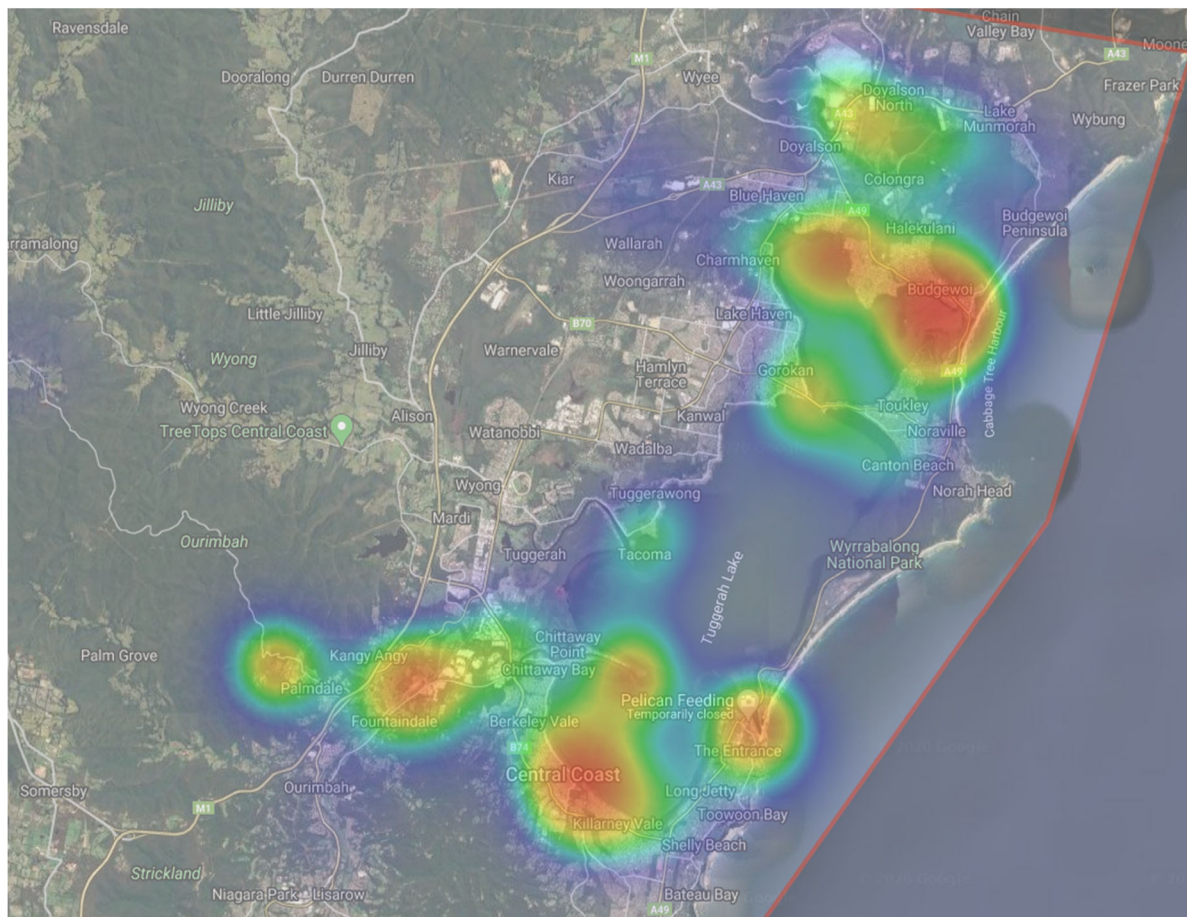 Ravensdale
Chain
Valley Bay
Moone
M1
A43
Dooralong
Durren Durren
Wyee
Frazer Park
Doyalson
North
A43
Lake
Munmorah
Wybung
Doyalson
Kiar
A43
Colongra
Blue Haven
Jilliby
A49
Budgewoi
Peninsula
Halekulani
arramalong
Wallarah
Charmhaven
Woongarrah
Budgewoi
Little Jilliby
Lake Haven
B70
Cabbage Tree Harbour
Jilliby
Warnervale
Wyong
Hamlyn
Terrace
Gorokan
A49
Wyong Creek
Alison
Kanwal
Toukley
TreeTops Central Coast
Watanobbi
Noraville
Wadalba
Canton Beach
Wyong
Tuggerawong
Norah Head
Mardi
Ourimbah
Tuggerah
Tacoma
Wyrrabalong
National Park
Tuggerah Lake
Chittaway
Point
Palm Grove
Kangy Angy
Chittaway Bay
Palmdale
Pelican Feeding
Temporarily closed
Fountaindale
Berkeley Vale
B74
The Entrance
Central Coast
Ourimbah
Somersby
Long Jetty
M1
Toowoon Bay
Killarney Vale
Shelly Beach
Strickland
Niagara Park
Lisarow
Bateau Bay
A49